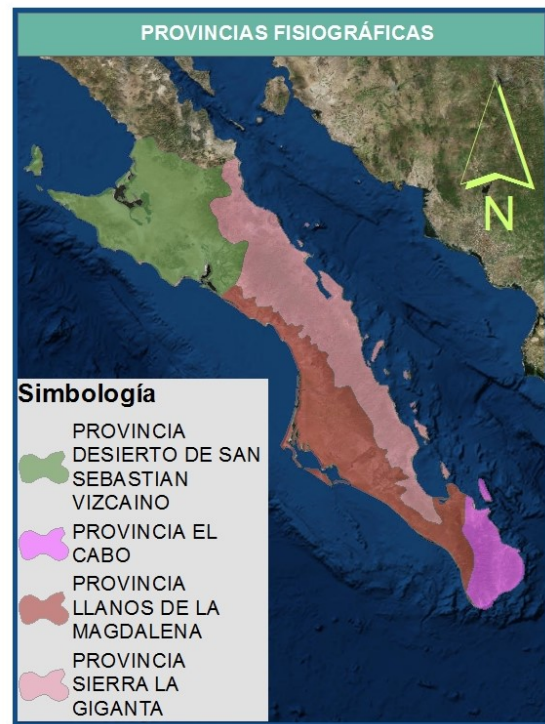 PROVINCIAS FISIOGRÁFICAS
N
Simbología
PROVINCIA
DESIERTO DE SAN
SEBASTIAN
VIZCAINO
PROVINCIA EL
CABO
PROVINCIA
LLANOS DE LA
MAGDALENA
PROVINCIA
SIERRA LA
GIGANTA